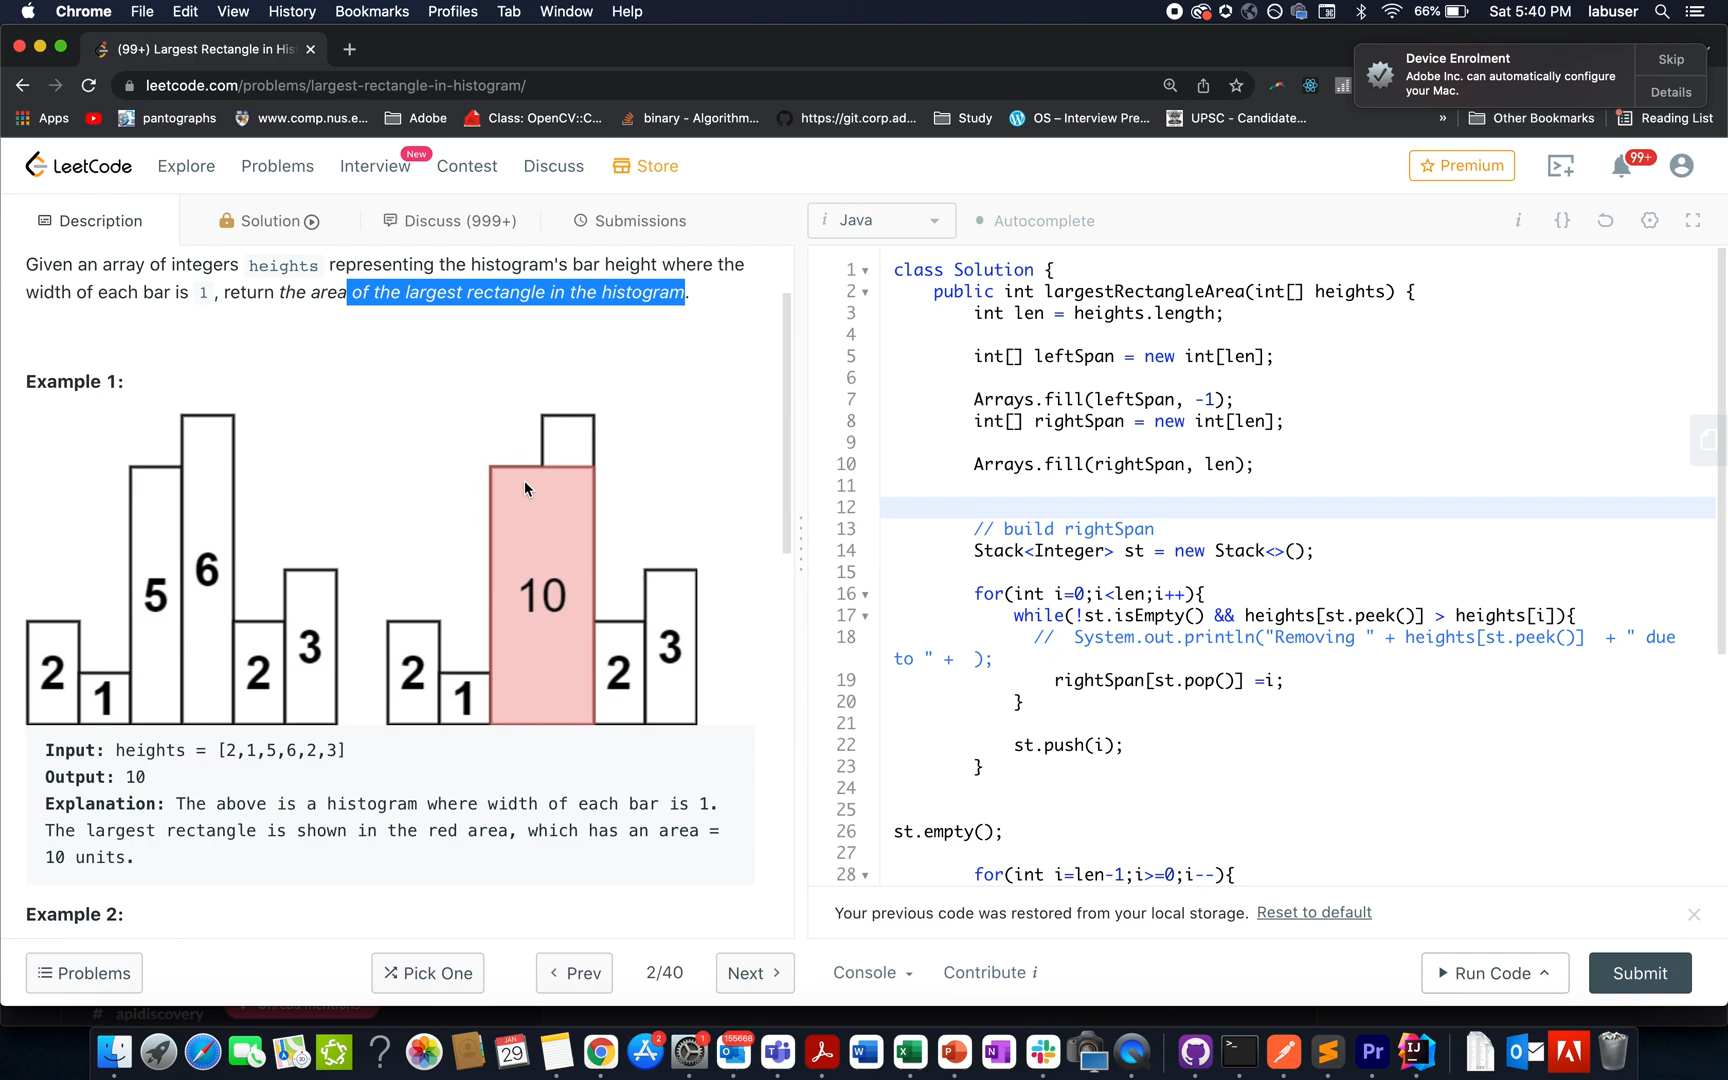 Chrome File Edit View History Bookmarks Profiles Tab Window Help 66% Sat 5:40 PM labuser
(99+) Largest Rectangle in His
leetcode.com/problems/largest-rectangle-in-histogram/
Device Enrolment
Adobe Inc. can automatically configure
your Mac.
Skip
Details
Apps pantographs www.comp.nus.e... Adobe Class: OpenCV::C... binary - Algorithm... https://git.corp.ad... Study OS – Interview Pre... UPSC - Candidate... » Other Bookmarks Reading List
LeetCode Explore Problems Interview New Contest Discuss Store Premium 99+
Description Solution Discuss (999+) Submissions
i Java Autocomplete i {}
Given an array of integers heights representing the histogram's bar height where the
width of each bar is 1 , return the area of the largest rectangle in the histogram.
Example 1:
2 1 5 6 2 3
2 1 10 2 3
Input: heights = [2,1,5,6,2,3]
Output: 10
Explanation: The above is a histogram where width of each bar is 1.
The largest rectangle is shown in the red area, which has an area =
10 units.
Example 2:
1 class Solution {
2 public int largestRectangleArea(int[] heights) {
3 int len = heights.length;
4
5 int[] leftSpan = new int[len];
6
7 Arrays.fill(leftSpan, -1);
8 int[] rightSpan = new int[len];
9
10 Arrays.fill(rightSpan, len);
11
12
13 // build rightSpan
14 Stack<Integer> st = new Stack<>();
15
16 for(int i=0;i<len;i++){
17 while(!st.isEmpty() && heights[st.peek()] > heights[i]){
18 // System.out.println("Removing " + heights[st.peek()] + " due
to " + );
19 rightSpan[st.pop()] =i;
20 }
21
22 st.push(i);
23 }
24
25
26 st.empty();
27
28 for(int i=len-1;i>=0;i--){
Your previous code was restored from your local storage. Reset to default
Problems Pick One Prev 2/40 Next Console Contribute i Run Code Submit
# apidiscovery
JAN 29 2 1 155668